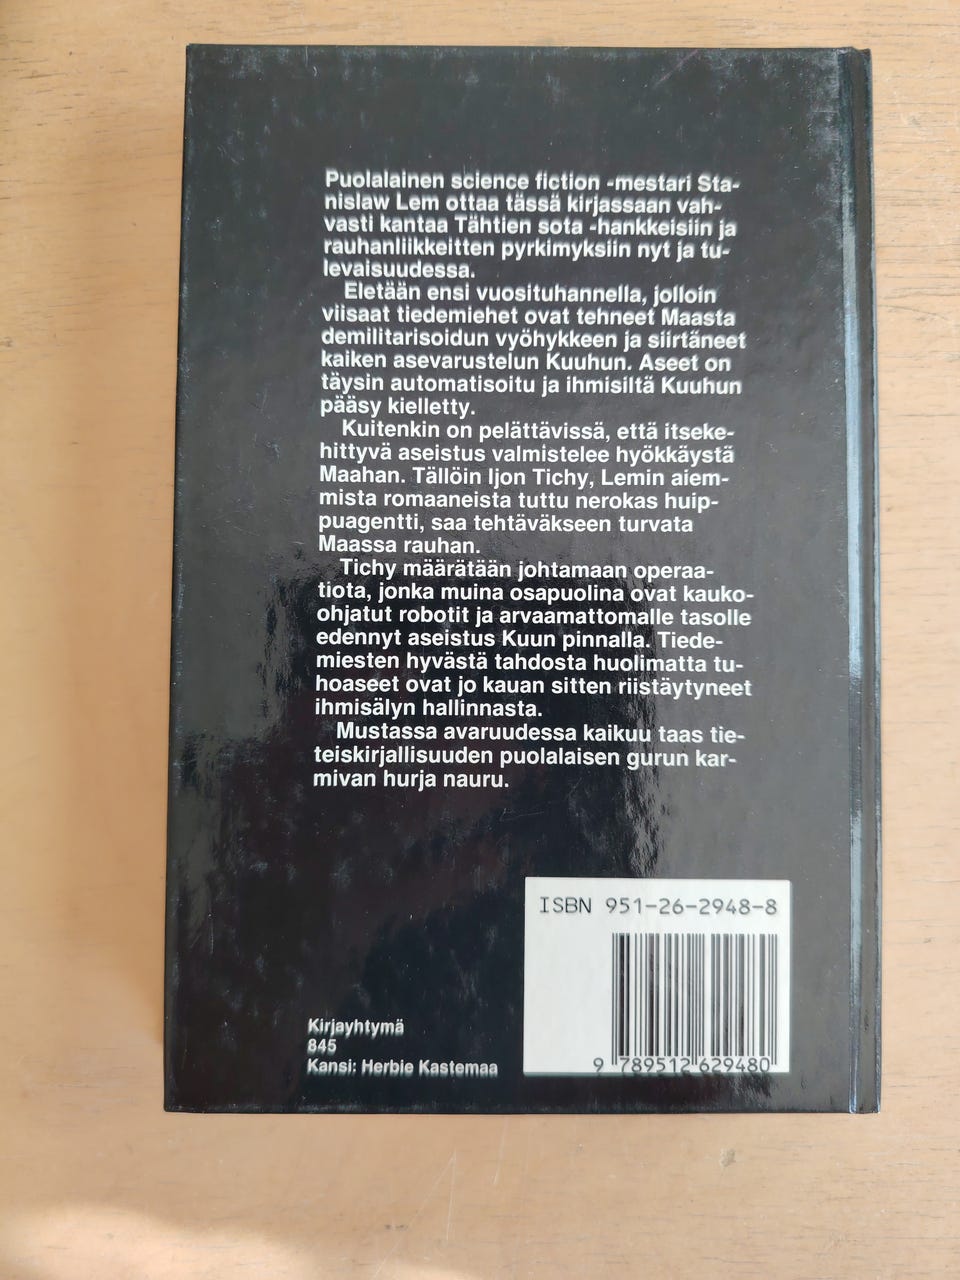 Puolalainen science fiction -mestari Sta-
nislaw Lem ottaa tässä kirjassaan vah-
vasti kantaa Tähtien sota -hankkeisiin ja
rauhanliikkeitten pyrkimyksiin nyt ja tu-
levaisuudessa.
Eletään ensi vuosituhannella, jolloin
viisaat tiedemiehet ovat tehneet Maasta
demilitarisoidun vyöhykkeen ja siirtäneet
kaiken asevarustelun Kuuhun. Aseet on
täysin automatisoitu ja ihmisiltä Kuuhun
pääsy kielletty.
Kuitenkin on pelättävissä, että itseke-
hittyvä aseistus valmistelee hyökkäystä
Maahan. Tällöin Ijon Tichy, Lemin aiem-
mista romaaneista tuttu nerokas huip-
puagentti, saa tehtäväkseen turvata
Maassa rauhan.
Tichy määrätään johtamaan operaa-
tiota, jonka muina osapuolina ovat kauko-
ohjatut robotit ja arvaamattomalle tasolle
edennyt aseistus Kuun pinnalla. Tiede-
miesten hyvästä tahdosta huolimatta tu-
hoaseet ovat jo kauan sitten riistäytyneet
ihmisälyn hallinnasta.
Mustassa avaruudessa kaikuu taas tie-
teiskirjallisuuden puolalaisen gurun kar-
mivan hurja nauru.
ISBN 951-26-2948-8
9 789512 629480
Kirjayhtymä
845
Kansi: Herbie Kastemaa